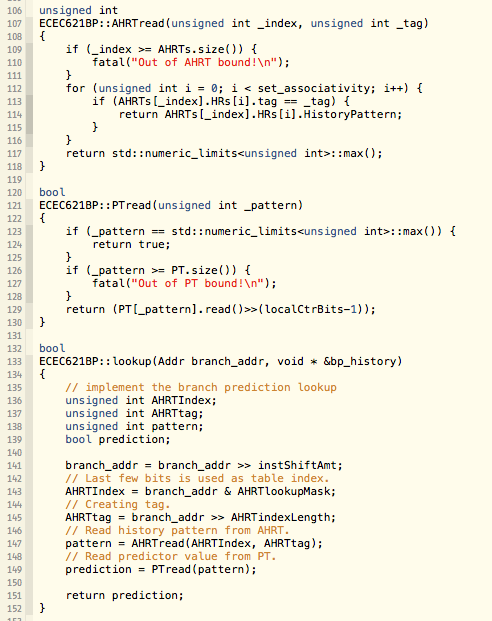 106 unsigned int
107 ECEC621BP::AHRTread(unsigned int _index, unsigned int _tag)
108 {
109     if (_index >= AHRTs.size()) {
110         fatal("Out of AHRT bound!\n");
111     }
112     for (unsigned int i = 0; i < set_associativity; i++) {
113         if (AHRTs[_index].HRs[i].tag == _tag) {
114             return AHRTs[_index].HRs[i].HistoryPattern;
115         }
116     }
117     return std::numeric_limits<unsigned int>::max();
118 }
119
120 bool
121 ECEC621BP::PTread(unsigned int _pattern)
122 {
123     if (_pattern == std::numeric_limits<unsigned int>::max()) {
124         return true;
125     }
126     if (_pattern >= PT.size()) {
127         fatal("Out of PT bound!\n");
128     }
129     return (PT[_pattern].read()>>(localCtrBits-1));
130 }
131
132 bool
133 ECEC621BP::lookup(Addr branch_addr, void * &bp_history)
134 {
135     // implement the branch prediction lookup
136     unsigned int AHRTIndex;
137     unsigned int AHRTtag;
138     unsigned int pattern;
139     bool prediction;
140
141     branch_addr = branch_addr >> instShiftAmt;
142     // Last few bits is used as table index.
143     AHRTIndex = branch_addr & AHRTlookupMask;
144     // Creating tag.
145     AHRTtag = branch_addr >> AHRTindexLength;
146     // Read history pattern from AHRT.
147     pattern = AHRTread(AHRTIndex, AHRTtag);
148     // Read predictor value from PT.
149     prediction = PTread(pattern);
150
151     return prediction;
152 }